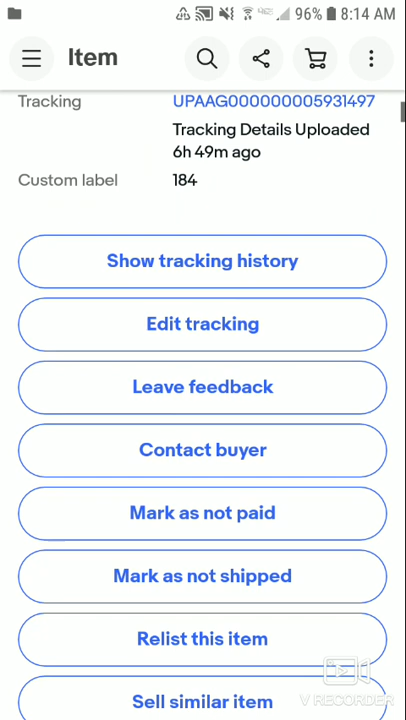 96% 8:14 AM
Item
Tracking UPAAG000000005931497
Tracking Details Uploaded
6h 49m ago
Custom label 184
Show tracking history
Edit tracking
Leave feedback
Contact buyer
Mark as not paid
Mark as not shipped
Relist this item
Sell similar item
V RECORDER